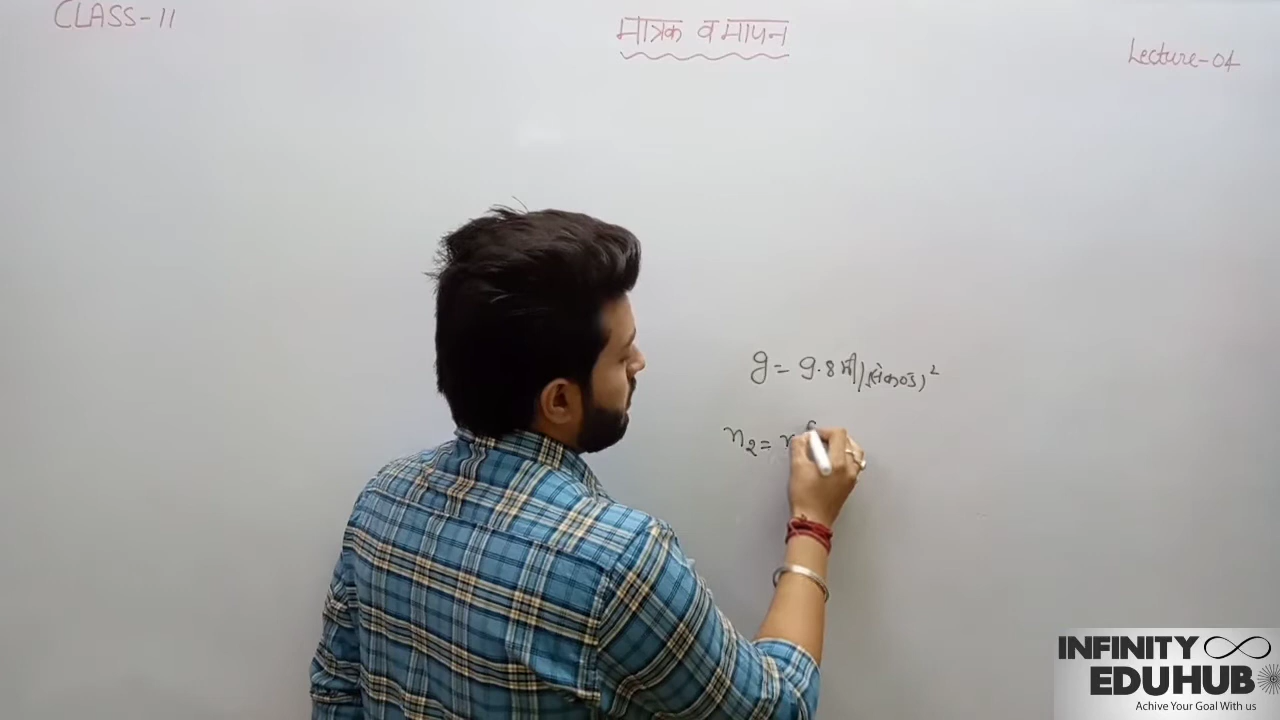 CLASS-11
मात्रक व मापन
Lecture-04
g = 9.8 मी/(सेकण्ड)²
n₂ =
INFINITY
EDUHUB
Achive Your Goal With us